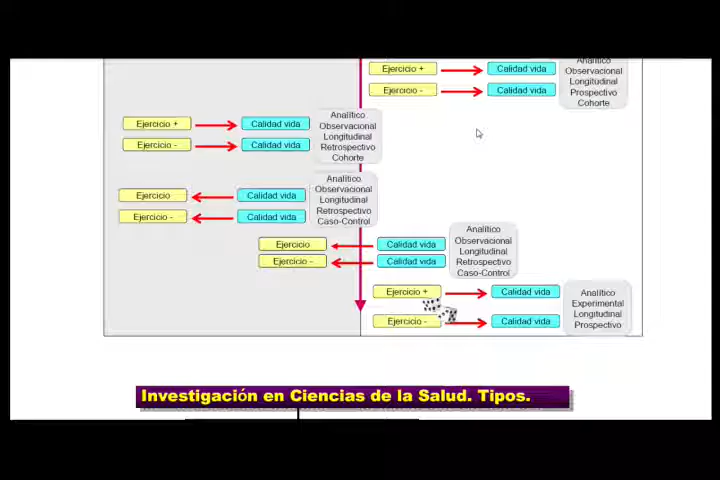 Ejercicio +
Calidad vida
Ejercicio -
Calidad vida
Analítico
Observacional
Longitudinal
Prospectivo
Cohorte
Ejercicio +
Calidad vida
Ejercicio -
Calidad vida
Analítico
Observacional
Longitudinal
Retrospectivo
Cohorte
Ejercicio
Calidad vida
Ejercicio -
Calidad vida
Analítico
Observacional
Longitudinal
Retrospectivo
Caso-Control
Ejercicio
Calidad vida
Ejercicio -
Calidad vida
Analítico
Observacional
Longitudinal
Retrospectivo
Caso-Control
Ejercicio +
Calidad vida
Ejercicio -
Calidad vida
Analítico
Experimental
Longitudinal
Prospectivo
Investigación en Ciencias de la Salud. Tipos.